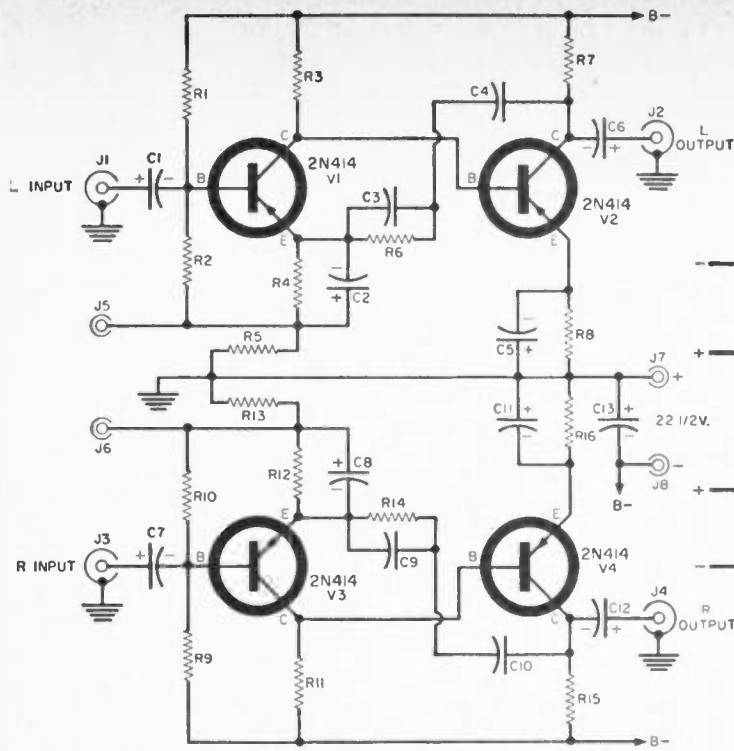 B-
R7
R3
R1
C4
J2
C6
L
OUTPUT
C
C
J1
C1
2N414
V1
L INPUT
+ -
B
B
- +
C3
2N414
V2
E
R6
E
R2
R4
-
+
C2
J5
-
C5
+
R8
R5
J7
+
R13
C11
+
-
R16
C13
+
-
22 1/2V.
J6
+
-
C8
R12
J8
-
B-
R10
R14
E
E
J3
C7
C9
R INPUT
+ -
B
B
2N414
V3
2N414
V4
J4
C
C
C12
R
OUTPUT
- +
R9
C10
R11
R15
B-
-
+
+
-